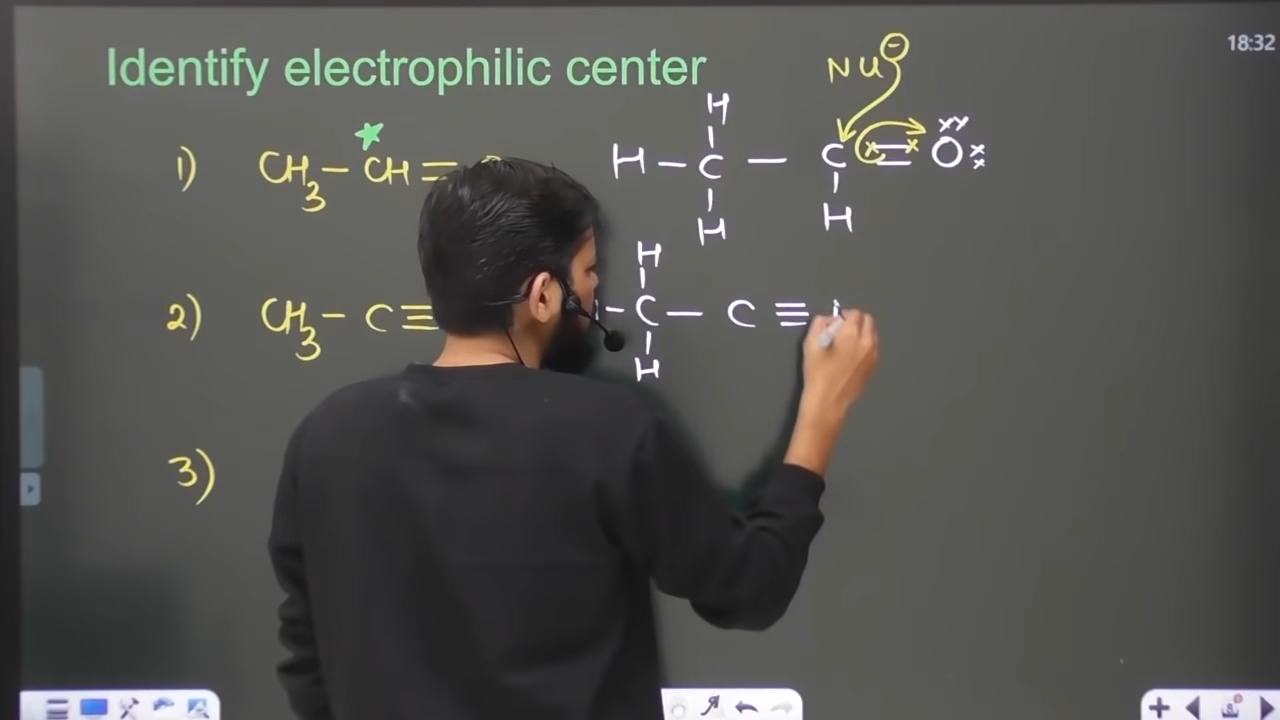 18:32
Identify electrophilic center
Nu⊖
1) CH3 – CH =
H
H – C – C = O
H H
2) CH3 – C ≡
H
– C – C ≡
H
3)